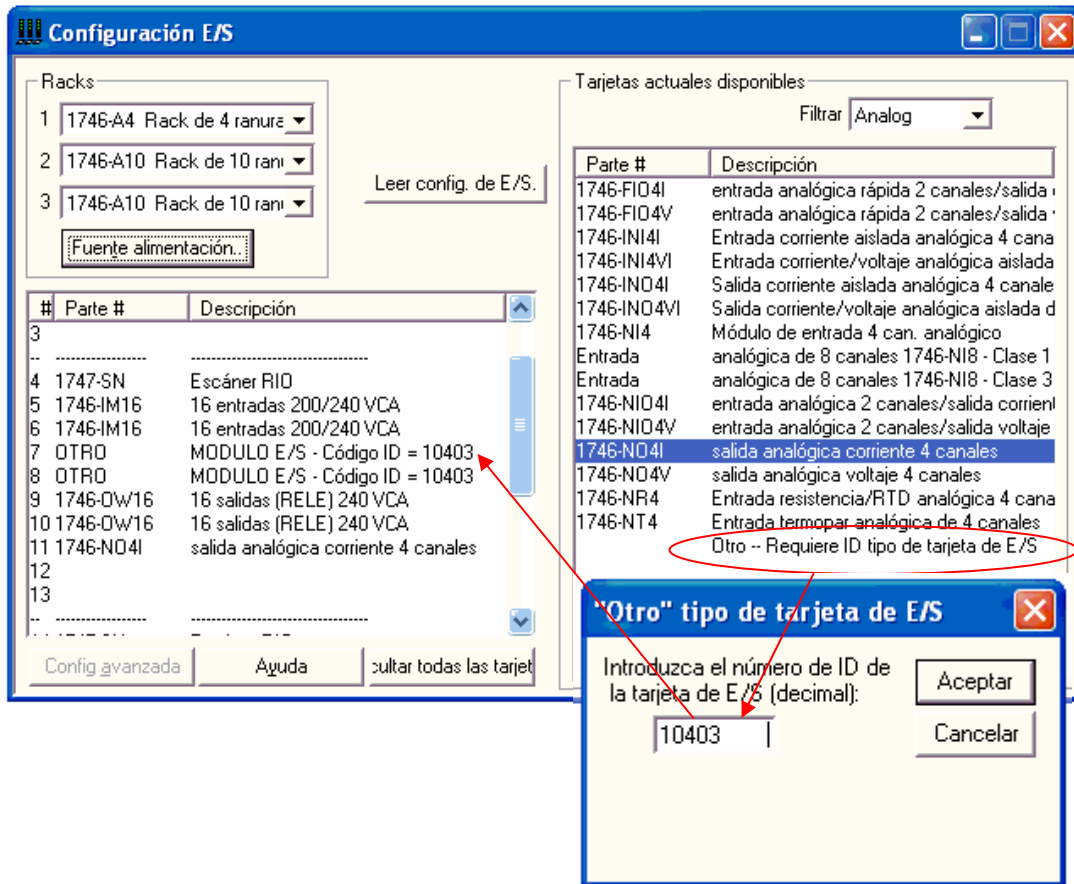 Configuración E/S
Racks
1 1746-A4 Rack de 4 ranura
2 1746-A10 Rack de 10 ranu
3 1746-A10 Rack de 10 ranu
Fuente alimentación..
Leer config. de E/S.
# Parte # Descripción
3
-- ------------------ -----------------------------------
4 1747-SN Escáner RIO
5 1746-IM16 16 entradas 200/240 VCA
6 1746-IM16 16 entradas 200/240 VCA
7 OTRO MODULO E/S - Código ID = 10403
8 OTRO MODULO E/S - Código ID = 10403
9 1746-OW16 16 salidas (RELE) 240 VCA
10 1746-OW16 16 salidas (RELE) 240 VCA
11 1746-NO4I salida analógica corriente 4 canales
12
13
-- ------------------ -----------------------------------
Config avanzada
Ayuda
cultar todas las tarjet
Tarjetas actuales disponibles
Filtrar Analog
Parte # Descripción
1746-FIO4I entrada analógica rápida 2 canales/salida
1746-FIO4V entrada analógica rápida 2 canales/salida
1746-INI4I Entrada corriente aislada analógica 4 cana
1746-INI4VI Entrada corriente/voltaje analógica aislada
1746-INO4I Salida corriente aislada analógica 4 canale
1746-INO4VI Salida corriente/voltaje analógica aislada d
1746-NI4 Módulo de entrada 4 can. analógico
Entrada analógica de 8 canales 1746-NI8 - Clase 1
Entrada analógica de 8 canales 1746-NI8 - Clase 3
1746-NIO4I entrada analógica 2 canales/salida corrient
1746-NIO4V entrada analógica 2 canales/salida voltaje
1746-NO4I salida analógica corriente 4 canales
1746-NO4V salida analógica voltaje 4 canales
1746-NR4 Entrada resistencia/RTD analógica 4 cana
1746-NT4 Entrada termopar analógica de 4 canales
Otro -- Requiere ID tipo de tarjeta de E/S
"Otro" tipo de tarjeta de E/S
Introduzca el número de ID de
la tarjeta de E/S (decimal):
10403
Aceptar
Cancelar